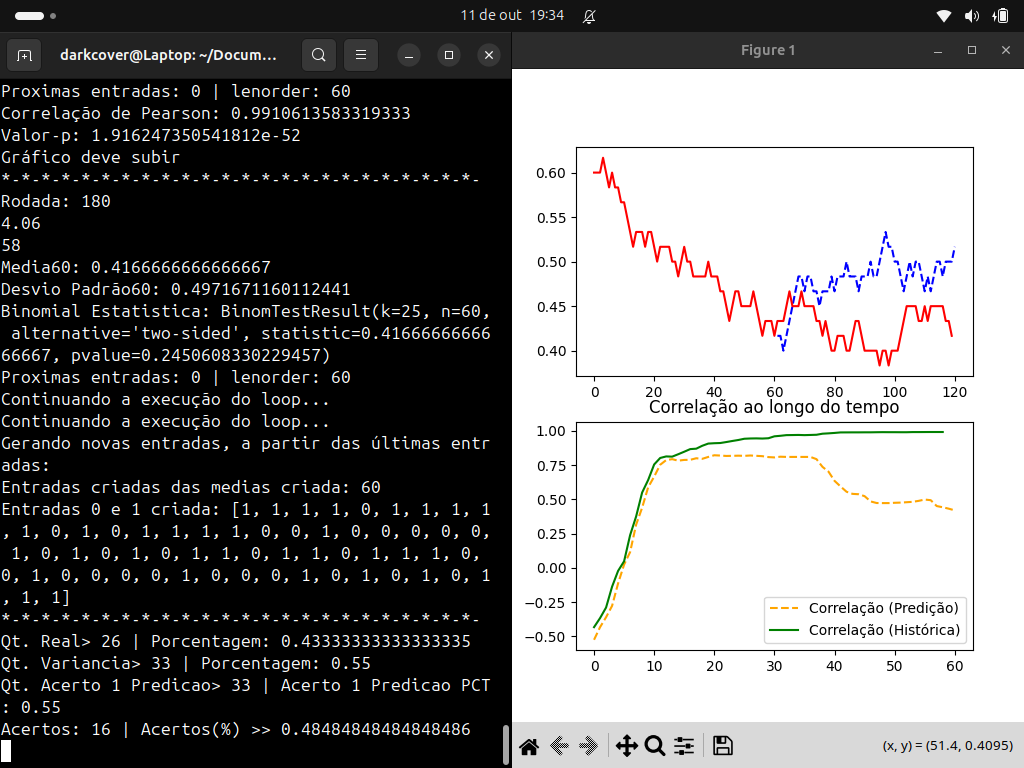 11 de out 19:34
darkcover@Laptop: ~/Docum...
Proximas entradas: 0 | lenorder: 60
Correlação de Pearson: 0.9910613583319333
Valor-p: 1.916247350541812e-52
Gráfico deve subir
*-*-*-*-*-*-*-*-*-*-*-*-*-*-*-*-*-*-*-*-*-*-*-*-
Rodada: 180
4.06
58
Media60: 0.4166666666666667
Desvio Padrão60: 0.4971671160112441
Binomial Estatistica: BinomTestResult(k=25, n=60,
 alternative='two-sided', statistic=0.41666666666
66667, pvalue=0.2450608330229457)
Proximas entradas: 0 | lenorder: 60
Continuando a execução do loop...
Continuando a execução do loop...
Gerando novas entradas, a partir das últimas entr
adas:
Entradas criadas das medias criada: 60
Entradas 0 e 1 criada: [1, 1, 1, 1, 0, 1, 1, 1, 1
, 1, 0, 1, 0, 1, 1, 1, 1, 0, 0, 1, 0, 0, 0, 0, 0,
 1, 0, 1, 0, 1, 0, 1, 1, 0, 1, 1, 0, 1, 1, 1, 0,
0, 1, 0, 0, 0, 0, 1, 0, 0, 0, 1, 0, 1, 0, 1, 0, 1
, 1, 1]
*-*-*-*-*-*-*-*-*-*-*-*-*-*-*-*-*-*-*-*-*-*-*-*-
Qt. Real> 26 | Porcentagem: 0.43333333333333335
Qt. Variancia> 33 | Porcentagem: 0.55
Qt. Acerto 1 Predicao> 33 | Acerto 1 Predicao PCT
: 0.55
Acertos: 16 | Acertos(%) >> 0.48484848484848486
Figure 1
0.60
0.55
0.50
0.45
0.40
0 20 40 60 80 100 120
Correlação ao longo do tempo
1.00
0.75
0.50
0.25
0.00
−0.25
−0.50
Correlação (Predição)
Correlação (Histórica)
0 10 20 30 40 50 60
(x, y) = (51.4, 0.4095)